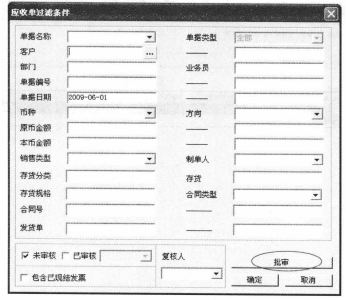 应收单过滤条件
单据名称 单据类型 全部
客户
部门 业务员
单据编号
单据日期 2009-06-01
币种 方向
原币金额
本币金额
销售类型 制单人
存货分类 存货
存货规格 合同类型
合同号
发货单
未审核 已审核 复核人 批审
包含已现结发票 确定 取消